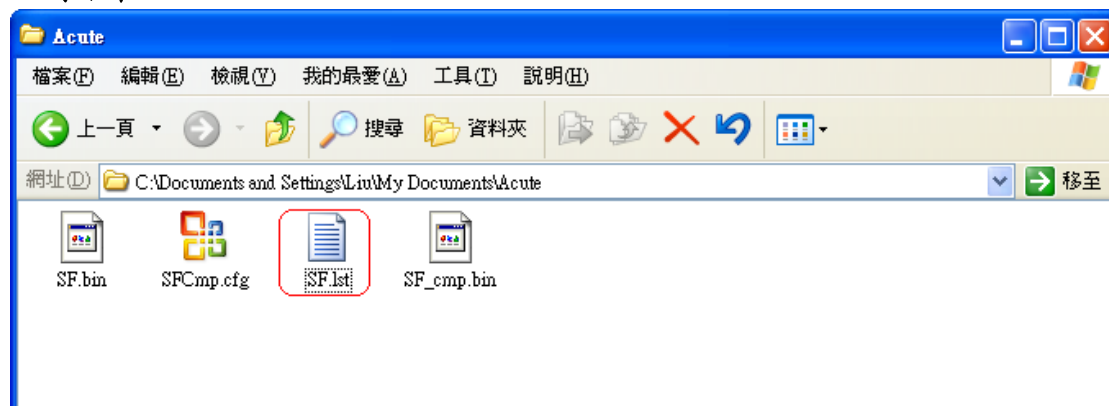 Acute
檔案(F) 編輯(E) 檢視(V) 我的最愛(A) 工具(T) 說明(H)
上一頁 搜尋 資料夾
網址(D) C:\Documents and Settings\Liu\My Documents\Acute 移至
SF.bin SFCmp.cfg SF.lst SF_cmp.bin